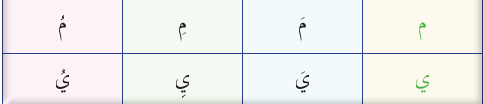 م مَ مِ مُ
ي يَ يِ يُ